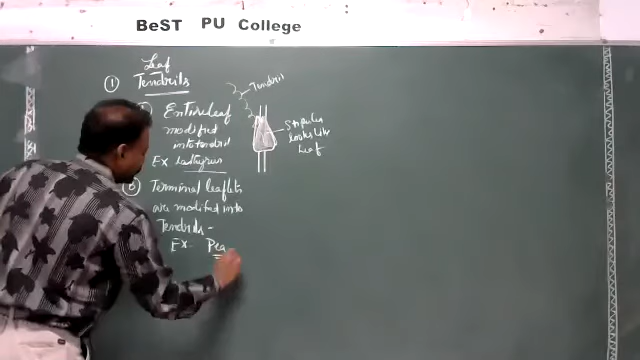 BeST PU College
Leaf
① Tendrils
Entire leaf
modified
into tendril
Ex Lathyrus
Tendril
Stipules
looks like
Leaf
Terminal leaflets
are modified into
Tendrils -
Ex- Pea